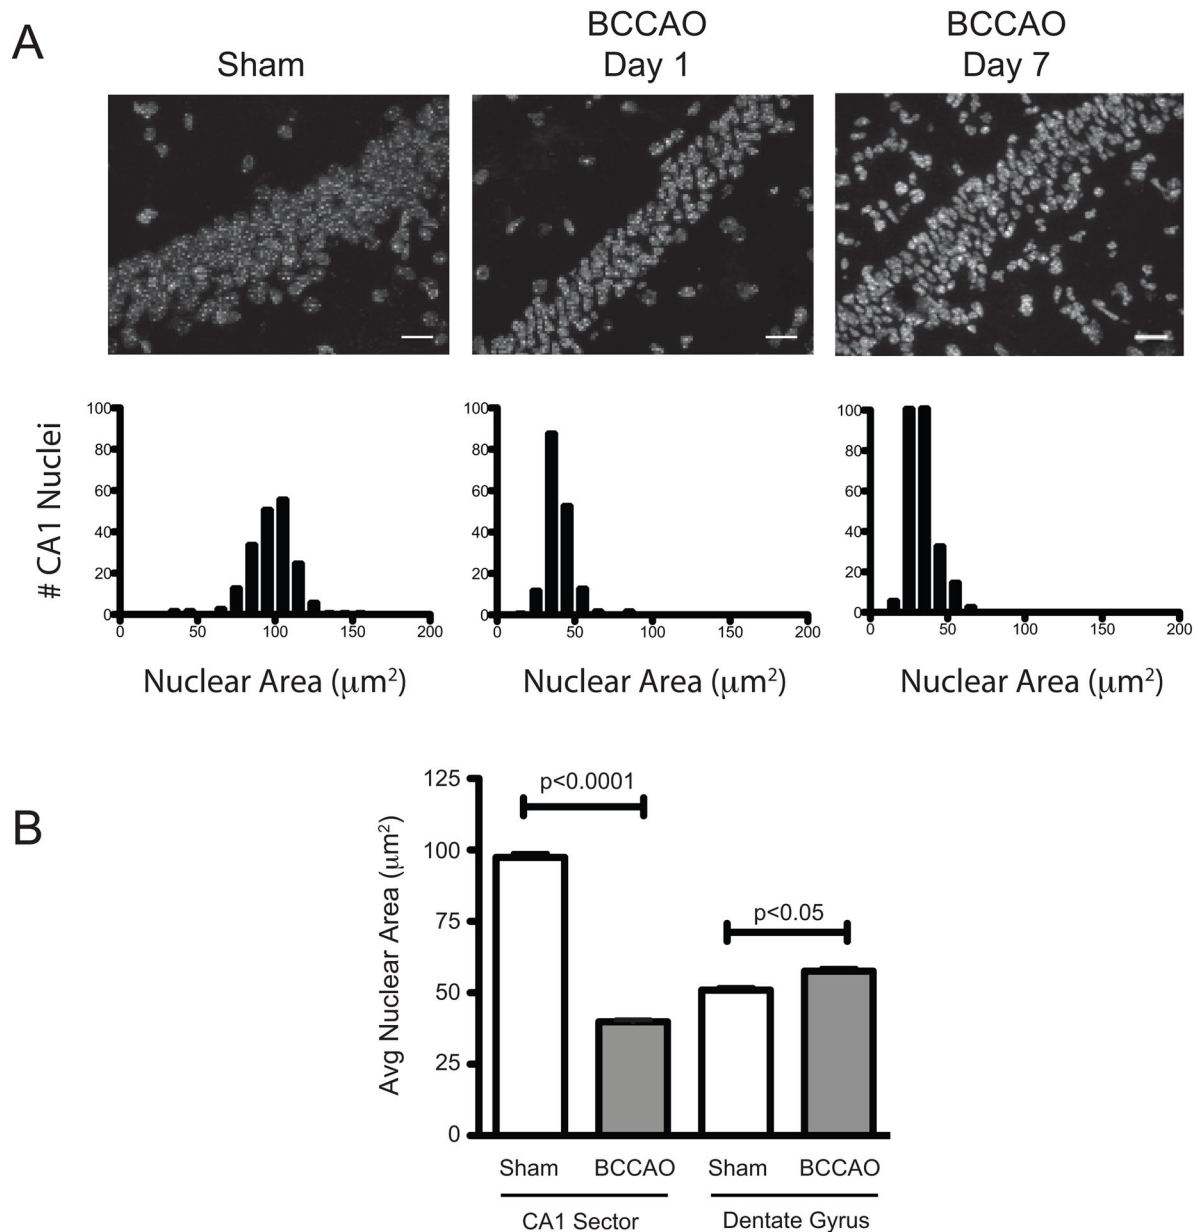 A
Sham
BCCAO
Day 1
BCCAO
Day 7
# CA1 Nuclei
100
80
60
40
20
0
0 50 100 150 200
Nuclear Area (μm²)
100
80
60
40
20
0
0 50 100 150 200
Nuclear Area (μm²)
100
80
60
40
20
0
0 50 100 150 200
Nuclear Area (μm²)
B
Avg Nuclear Area (μm²)
125
100
75
50
25
0
p<0.0001
p<0.05
Sham BCCAO Sham BCCAO
CA1 Sector Dentate Gyrus